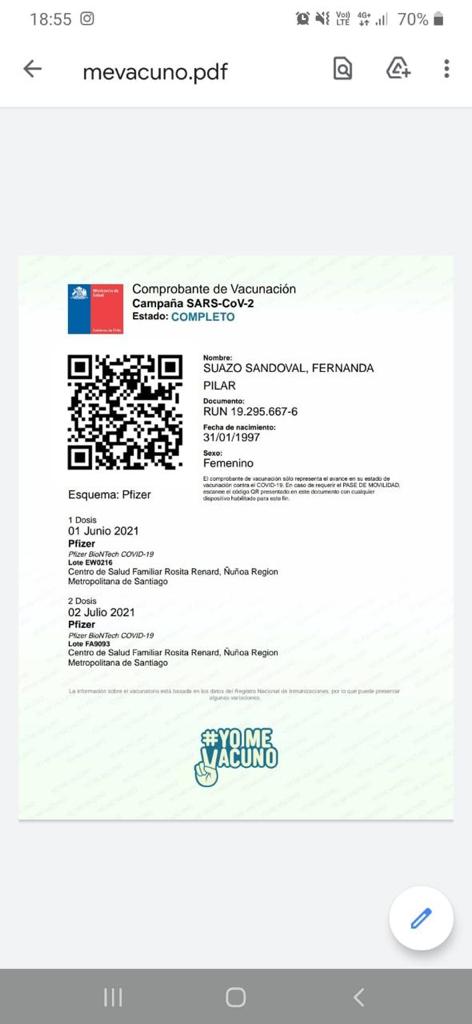 18:55
Vo)) LTE 4G+ 70%
mevacuno.pdf
Ministerio de Salud
Gobierno de Chile
Comprobante de Vacunación
Campaña SARS-CoV-2
Estado: COMPLETO
Nombre:
SUAZO SANDOVAL, FERNANDA
PILAR
Documento:
RUN 19.295.667-6
Fecha de nacimiento:
31/01/1997
Sexo:
Femenino
El comprobante de vacunación sólo representa el avance en su estado de
vacunación contra el COVID-19. En caso de requerir el PASE DE MOVILIDAD,
escanee el código QR presentado en este documento con cualquier
dispositivo habilitado para este fin.
Esquema: Pfizer
1 Dosis
01 Junio 2021
Pfizer
Pfizer BioNTech COVID-19
Lote EW0216
Centro de Salud Familiar Rosita Renard, Ñuñoa Region
Metropolitana de Santiago
2 Dosis
02 Julio 2021
Pfizer
Pfizer BioNTech COVID-19
Lote FA9093
Centro de Salud Familiar Rosita Renard, Ñuñoa Region
Metropolitana de Santiago
La información sobre el vacunatorio está basada en los datos del Registro Nacional de Inmunizaciones, por lo que puede presentar
algunas variaciones.
#YO ME
VACUNO